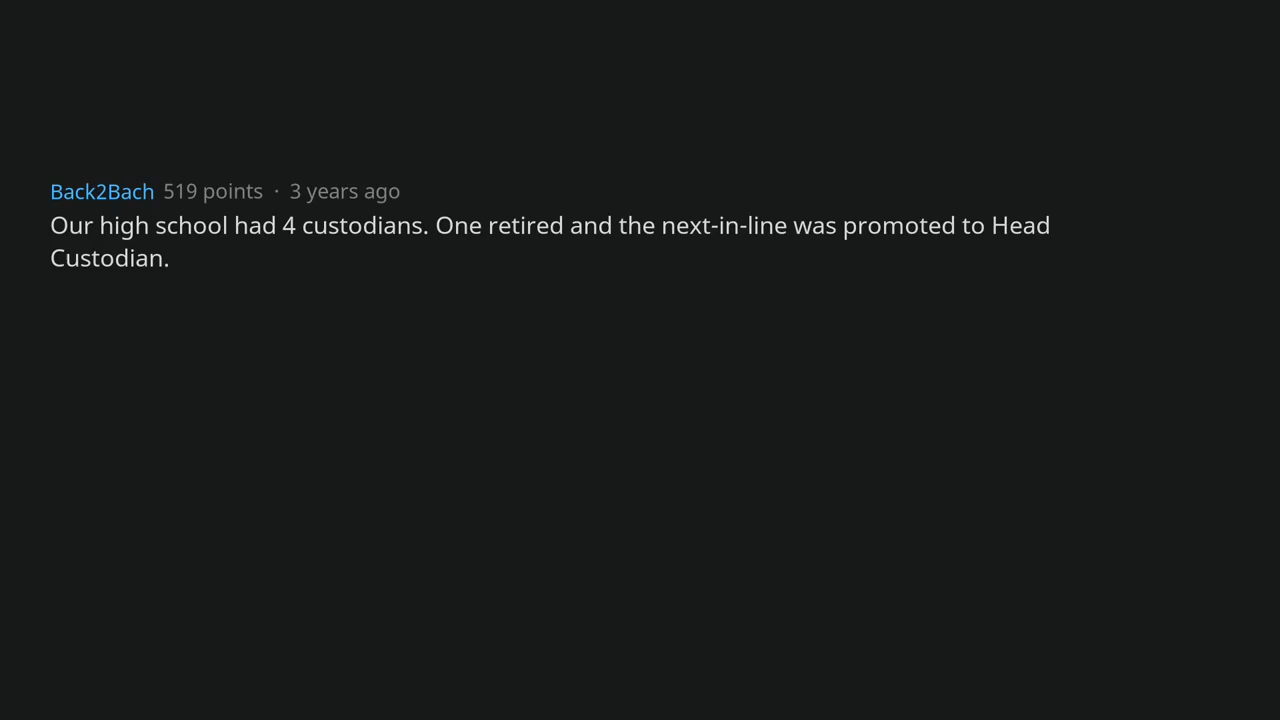 Back2Bach 519 points · 3 years ago
Our high school had 4 custodians. One retired and the next-in-line was promoted to Head
Custodian.